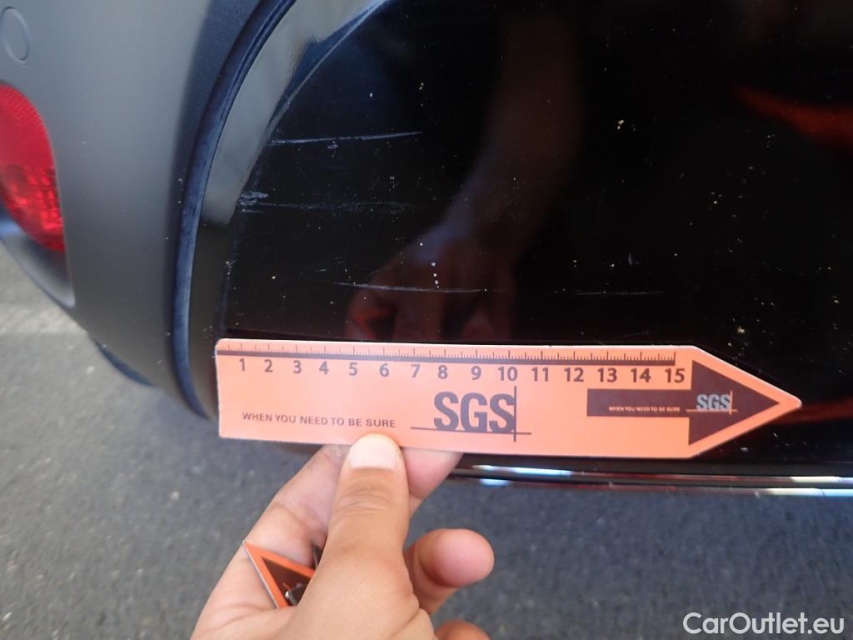 1 2 3 4 5 6 7 8 9 10 11 12 13 14 15
WHEN YOU NEED TO BE SURE SGS
WHEN YOU NEED TO BE SURE SGS
CarOutlet.eu